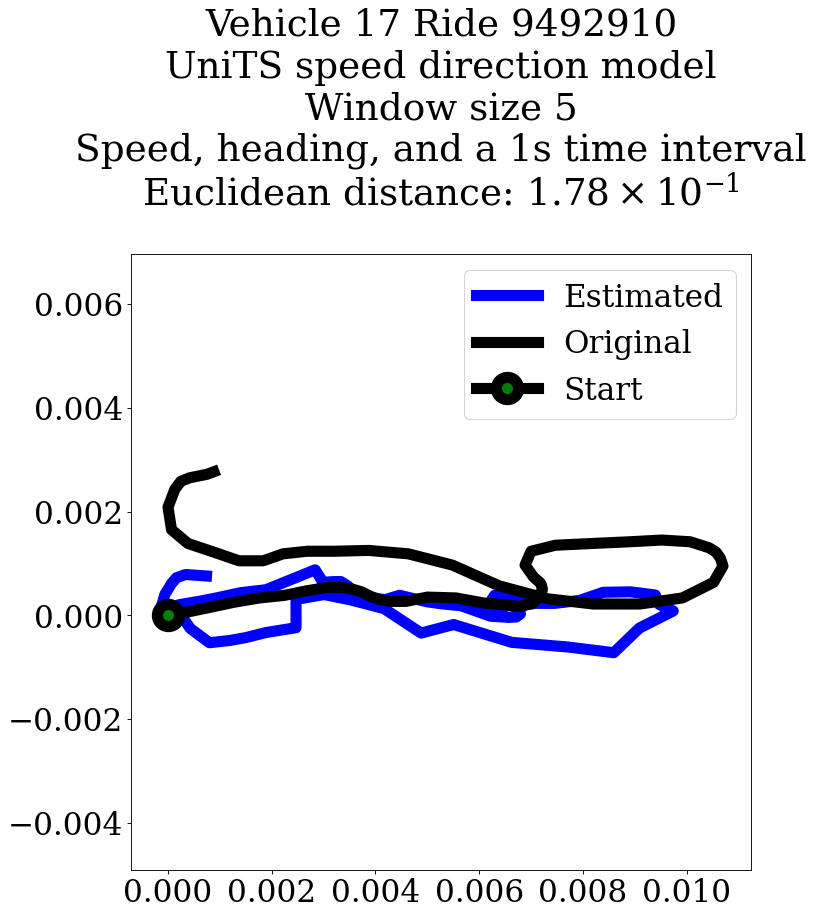 Vehicle 17 Ride 9492910
UniTS speed direction model
Window size 5
Speed, heading, and a 1s time interval
Euclidean distance: 1.78 × 10⁻¹
Estimated
Original
Start
0.006
0.004
0.002
0.000
−0.002
−0.004
0.000 0.002 0.004 0.006 0.008 0.010